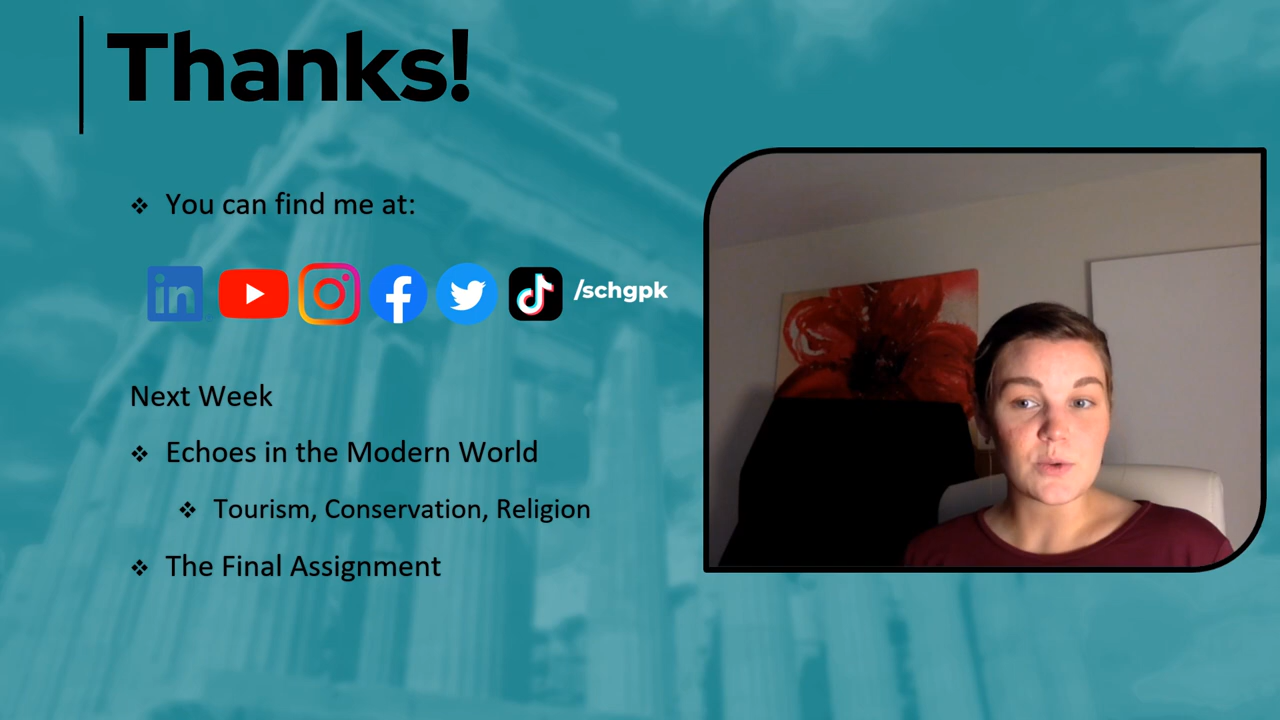 Thanks!
You can find me at:
in /schgpk
Next Week
Echoes in the Modern World
Tourism, Conservation, Religion
The Final Assignment